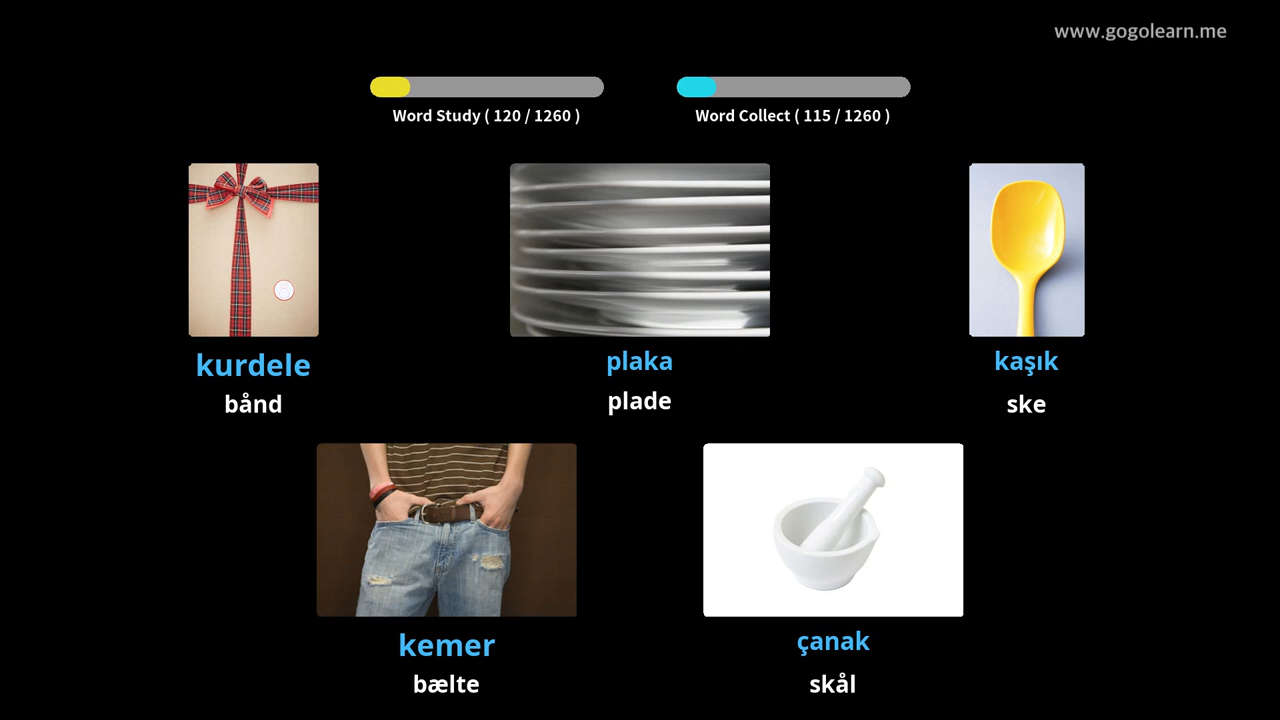 www.gogolearn.me
Word Study ( 120 / 1260 )
Word Collect ( 115 / 1260 )
kurdele
bånd
plaka
plade
kaşık
ske
kemer
bælte
çanak
skål